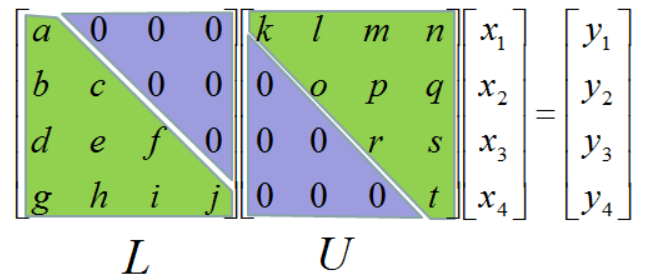 a 0 0 0 k l m n x1 y1
b c 0 0 0 o p q x2 y2
=
d e f 0 0 0 r s x3 y3
g h i j 0 0 0 t x4 y4
L U